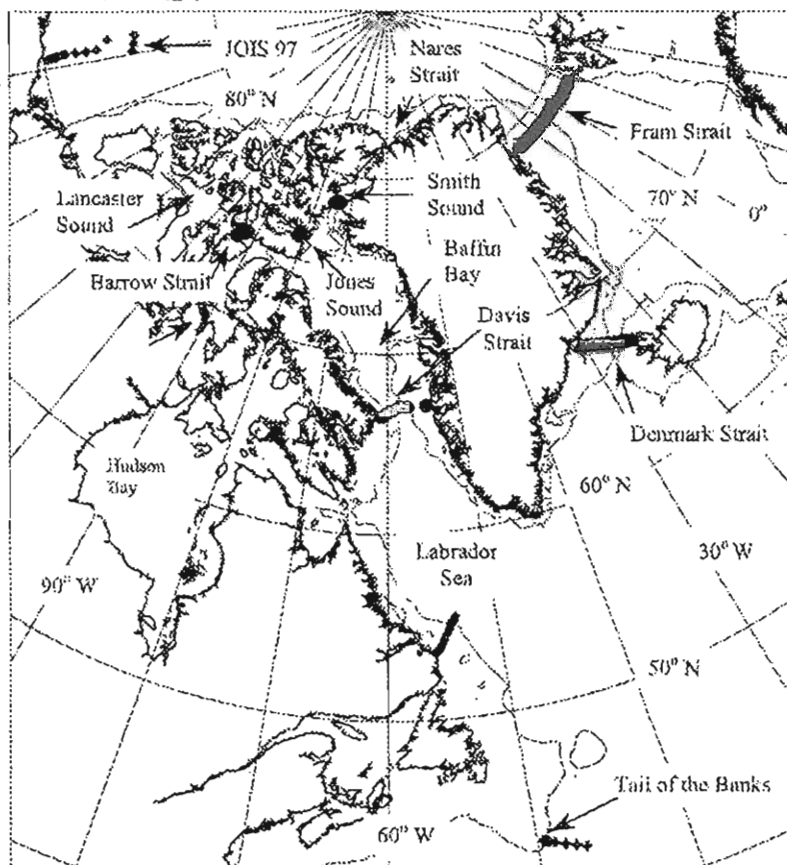 JOIS 97
Nares
Strait
80° N
Fram Strait
Lancaster
Sound
Smith
Sound
70° N
0°
Barrow Strait
Jones
Sound
Baffin
Bay
Davis
Strait
Denmark Strait
Hudson
Bay
60° N
Labrador
Sea
30° W
90° W
50° N
Tail of the Banks
60° W